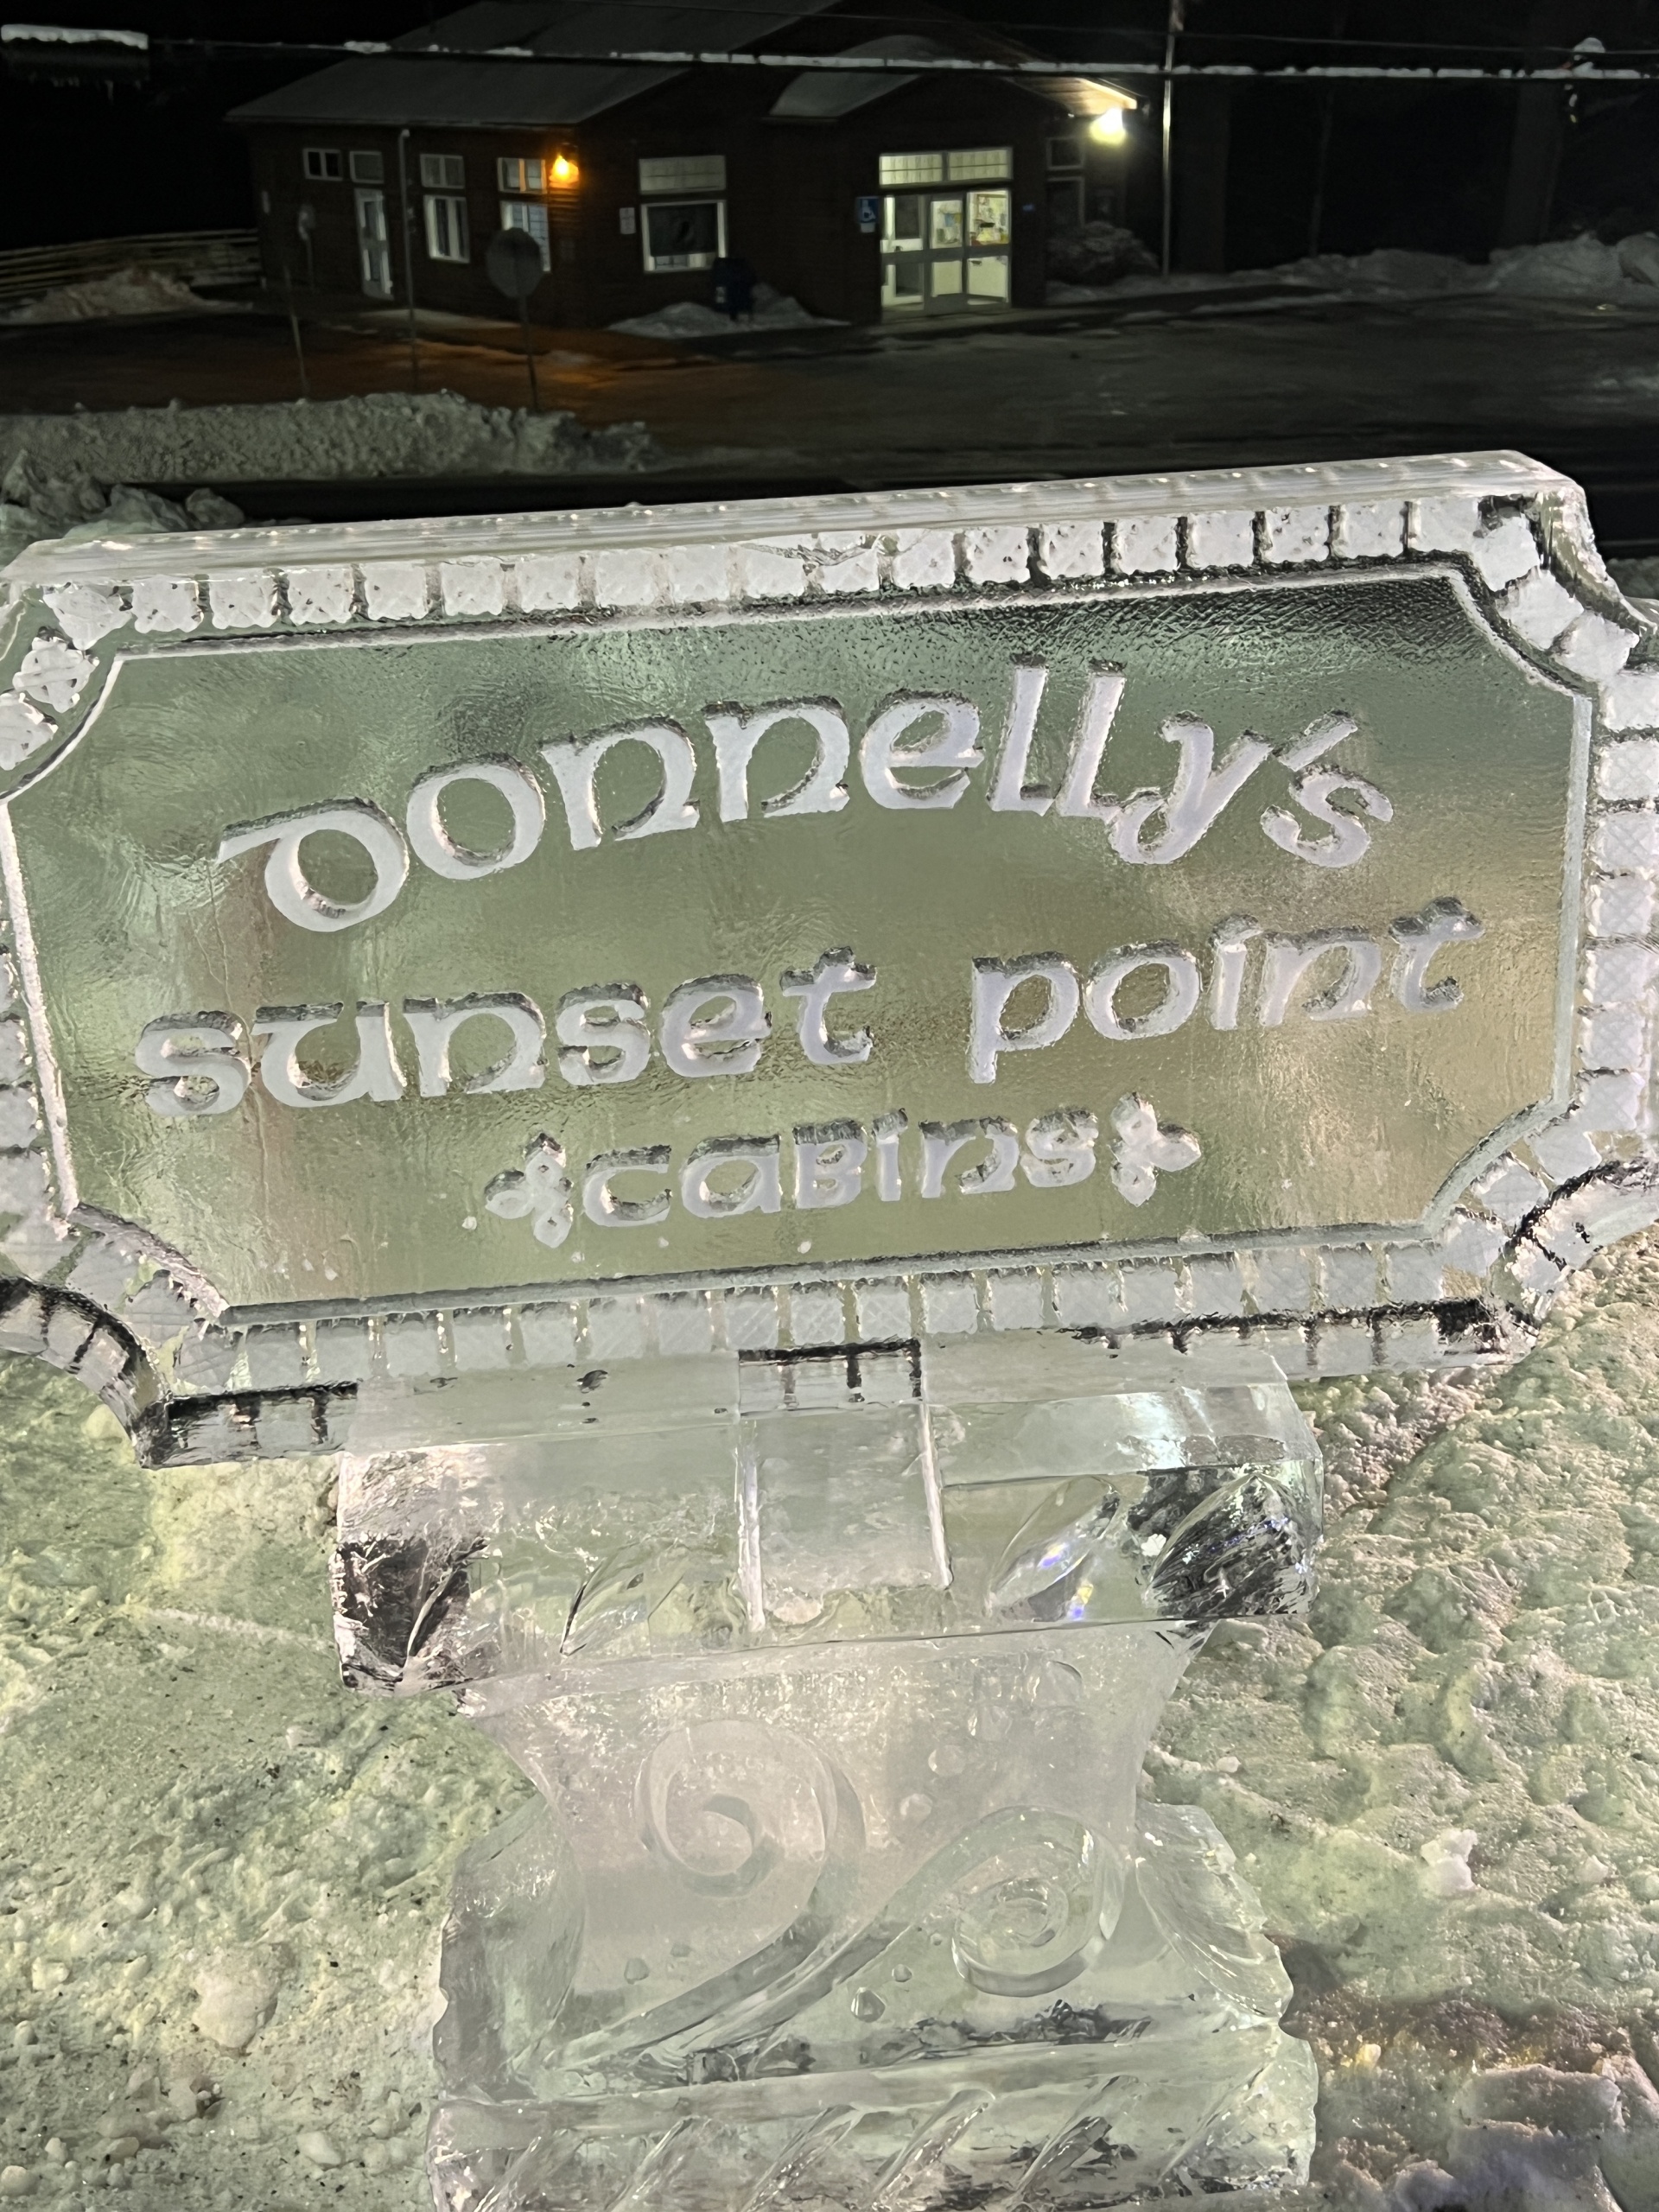 Donnelly's
sunset point
cabins